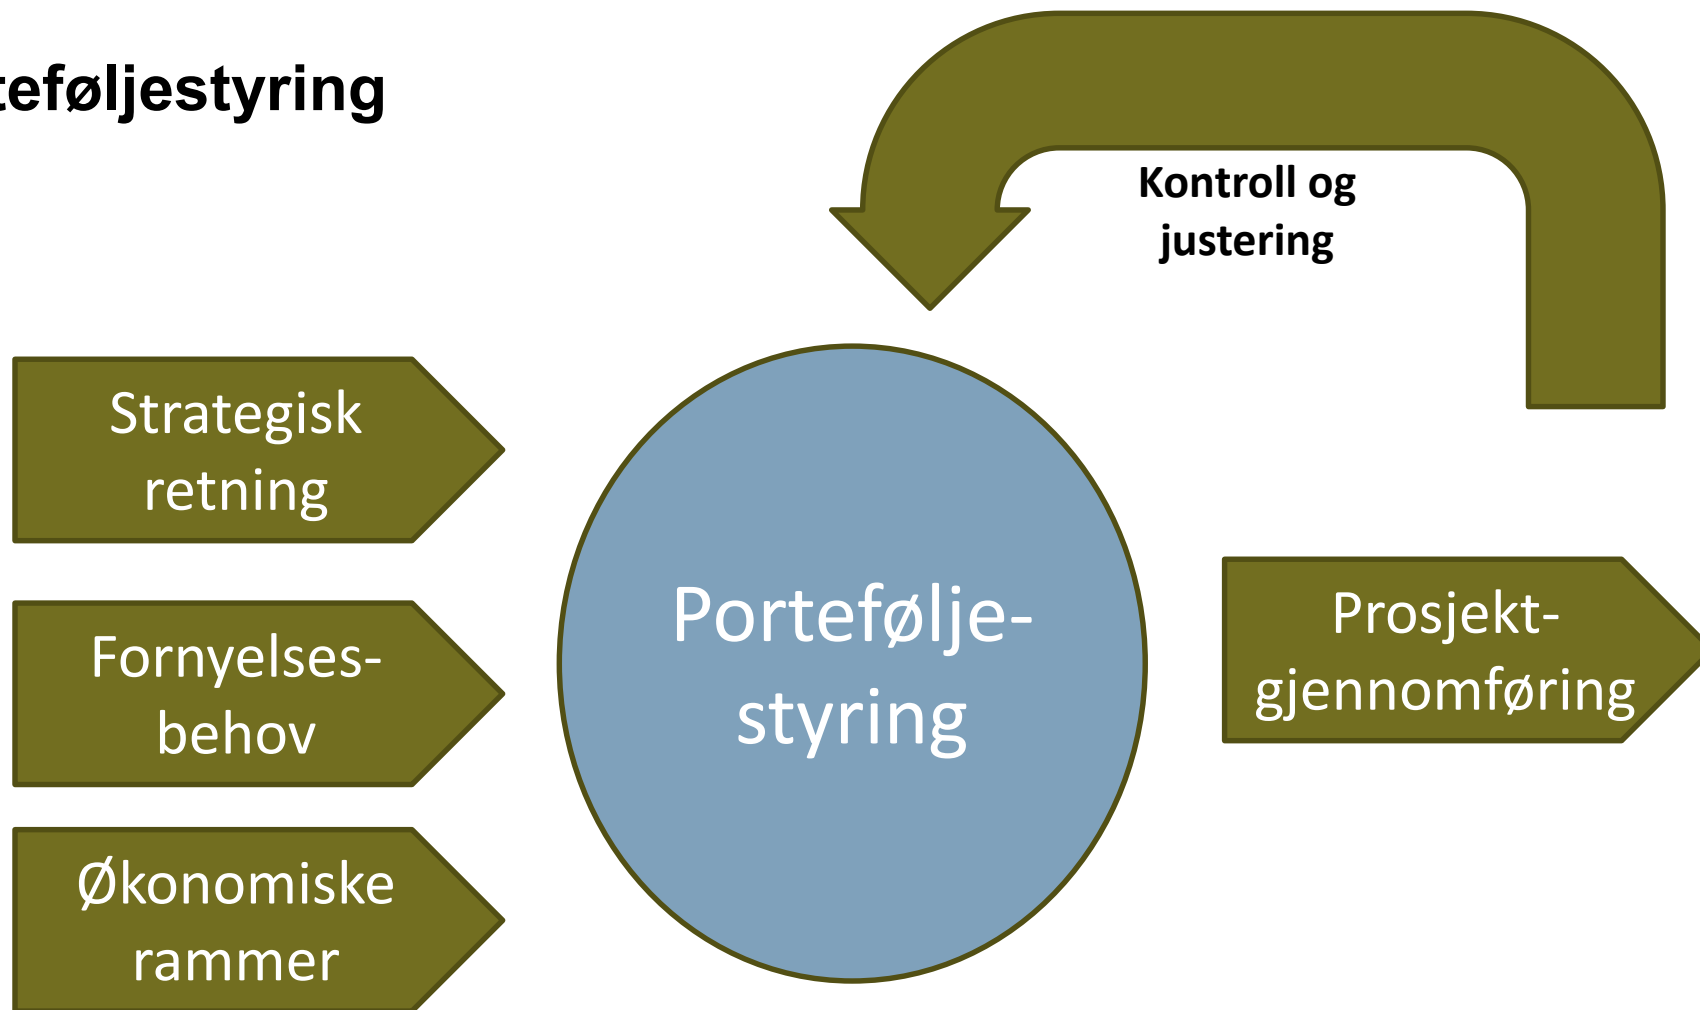 teføljestyring
Kontroll og
justering
Strategisk
retning
Fornyelses-
behov
Økonomiske
rammer
Portefølje-
styring
Prosjekt-
gjennomføring